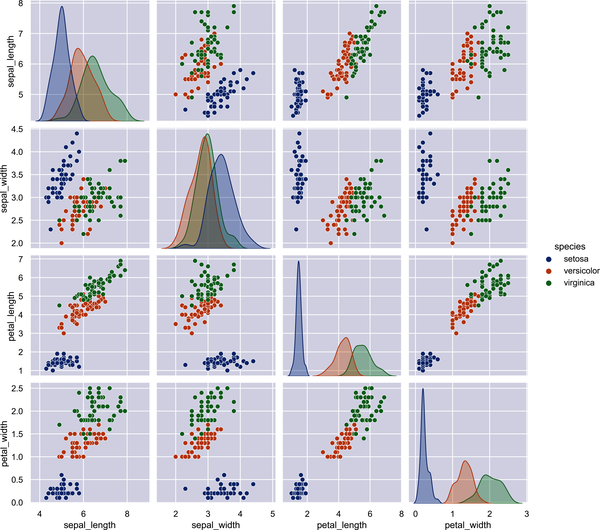 8
7
6
5
sepal_length
4.5
4.0
3.5
3.0
2.5
2.0
sepal_width
species
setosa
versicolor
virginica
7
6
5
4
3
2
1
petal_length
2.5
2.0
1.5
1.0
0.5
0.0
petal_width
4 6 8
2 3 4 5
2 4 6 8
0 1 2 3
sepal_length
sepal_width
petal_length
petal_width